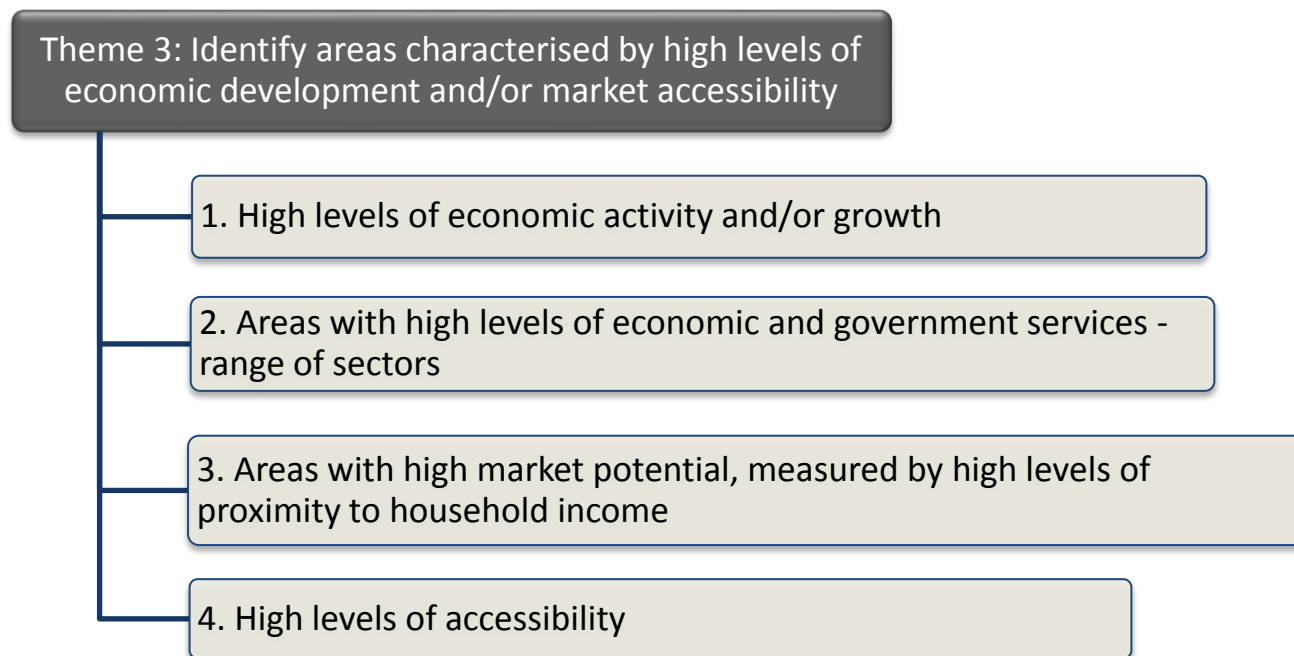 Theme 3: Identify areas characterised by high levels of
economic development and/or market accessibility
1. High levels of economic activity and/or growth
2. Areas with high levels of economic and government services -
range of sectors
3. Areas with high market potential, measured by high levels of
proximity to household income
4. High levels of accessibility